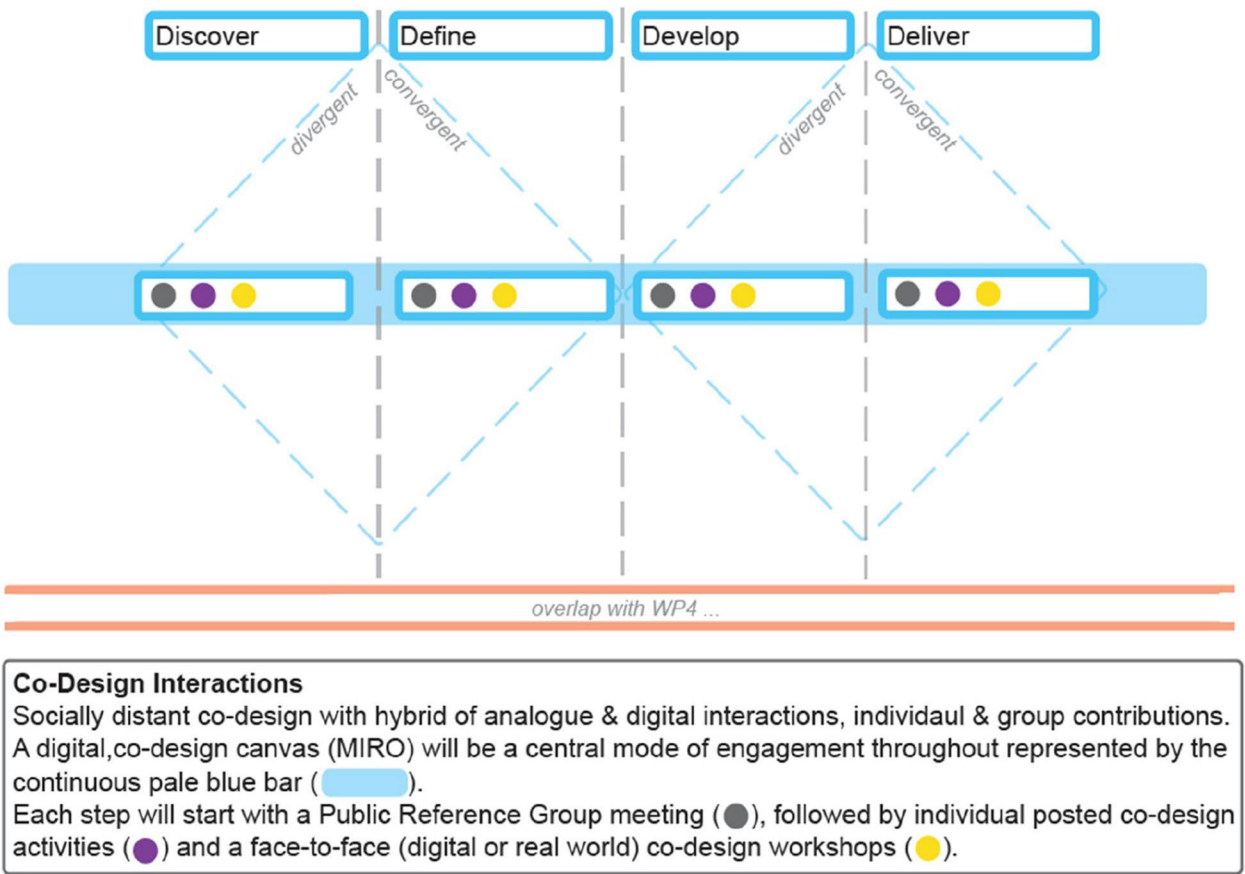 Discover
Define
Develop
Deliver
divergent
convergent
divergent
convergent
overlap with WP4 ...
Co-Design Interactions
Socially distant co-design with hybrid of analogue & digital interactions, individaul & group contributions.
A digital,co-design canvas (MIRO) will be a central mode of engagement throughout represented by the
continuous pale blue bar ( ).
Each step will start with a Public Reference Group meeting ( ), followed by individual posted co-design
activities ( ) and a face-to-face (digital or real world) co-design workshops ( ).